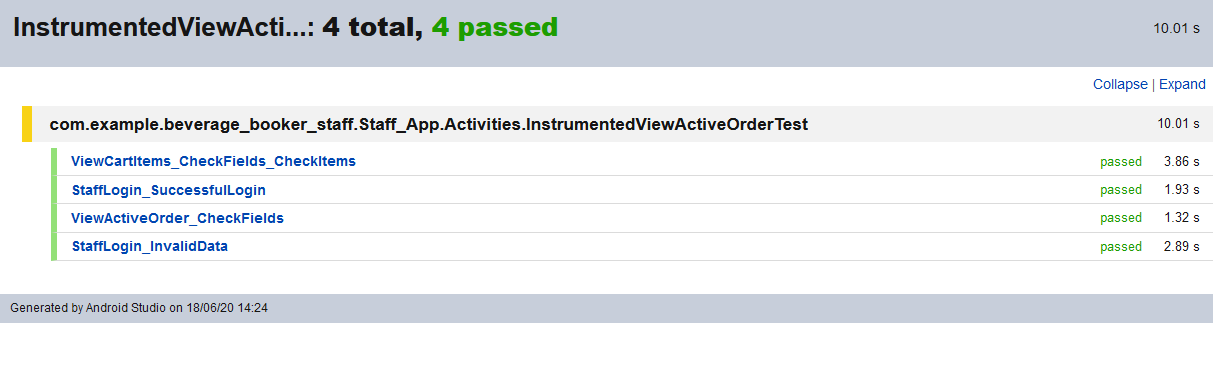 InstrumentedViewActi...: 4 total, 4 passed 10.01 s
Collapse | Expand
com.example.beverage_booker_staff.Staff_App.Activities.InstrumentedViewActiveOrderTest 10.01 s
ViewCartItems_CheckFields_CheckItems passed 3.86 s
StaffLogin_SuccessfulLogin passed 1.93 s
ViewActiveOrder_CheckFields passed 1.32 s
StaffLogin_InvalidData passed 2.89 s
Generated by Android Studio on 18/06/20 14:24